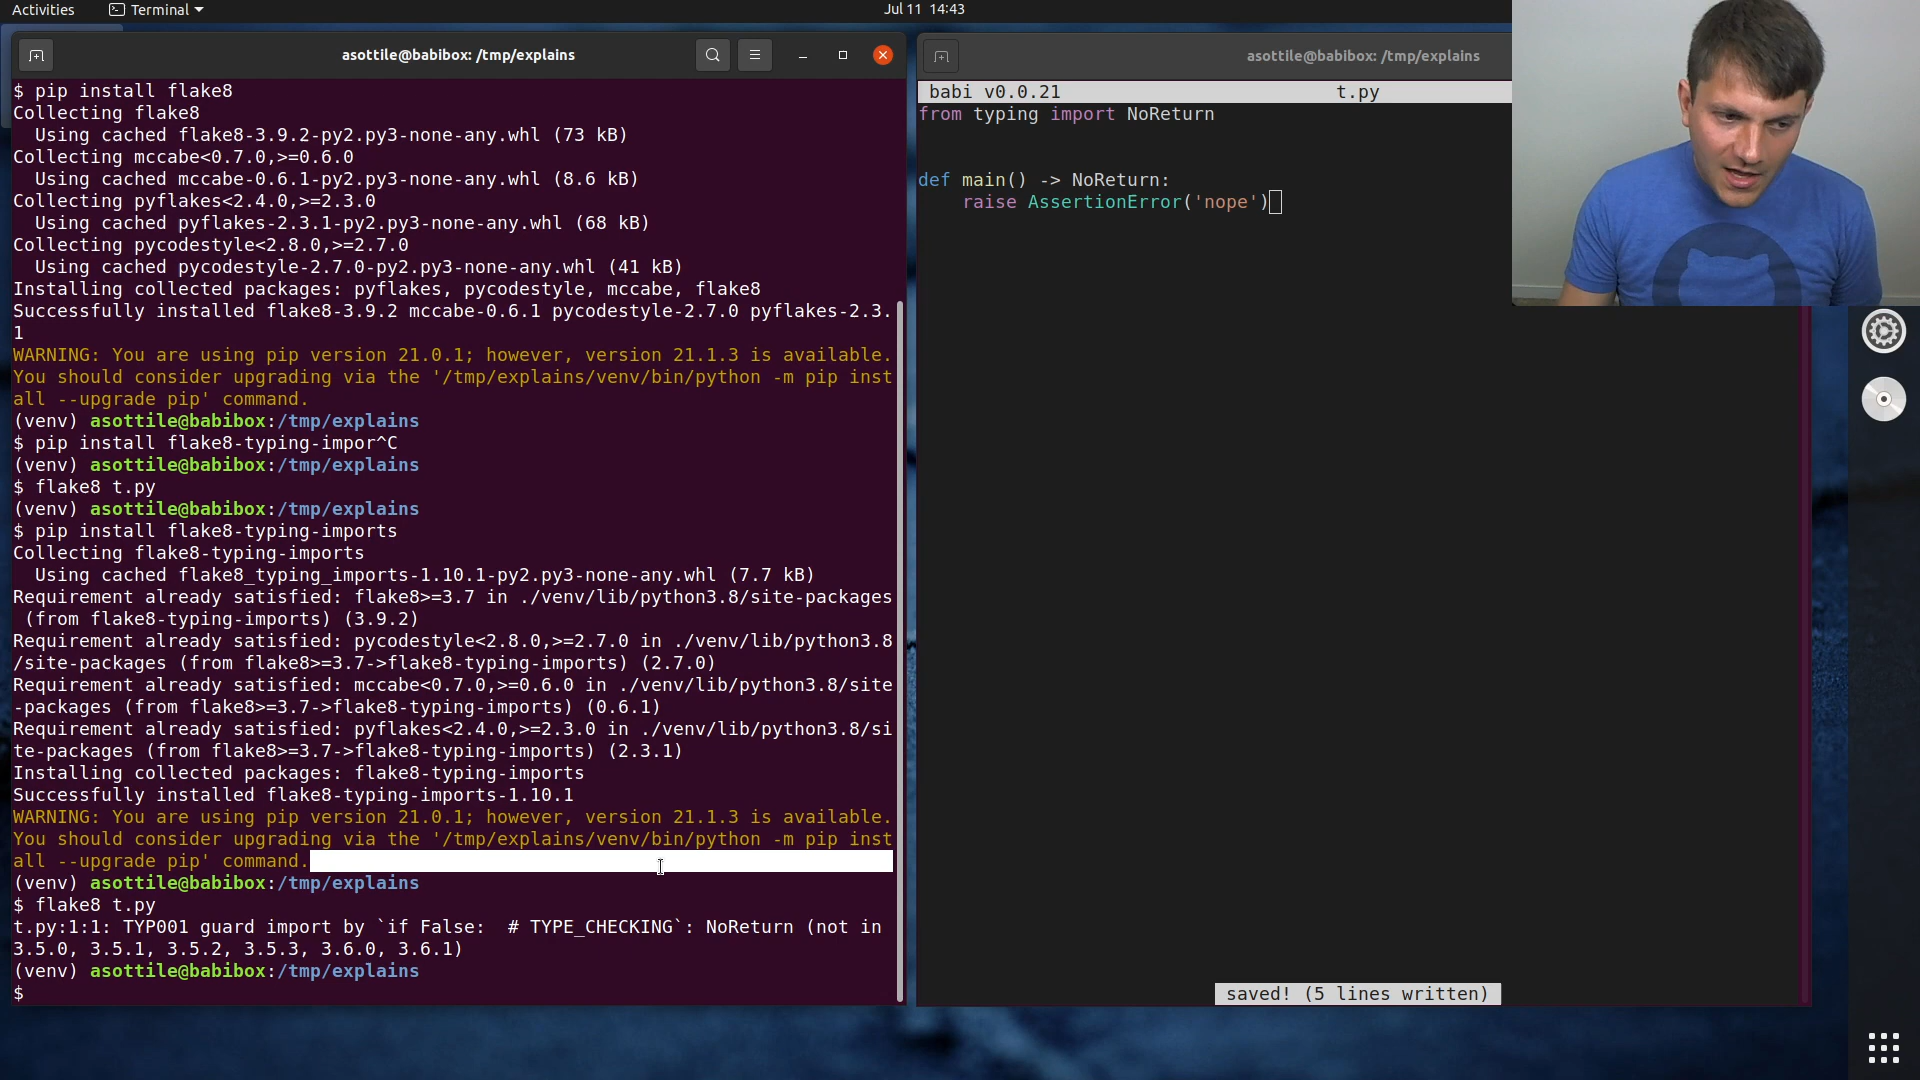 Activities
Terminal
Jul 11 14:43
asottile@babibox: /tmp/explains
$ pip install flake8
Collecting flake8
  Using cached flake8-3.9.2-py2.py3-none-any.whl (73 kB)
Collecting mccabe<0.7.0,>=0.6.0
  Using cached mccabe-0.6.1-py2.py3-none-any.whl (8.6 kB)
Collecting pyflakes<2.4.0,>=2.3.0
  Using cached pyflakes-2.3.1-py2.py3-none-any.whl (68 kB)
Collecting pycodestyle<2.8.0,>=2.7.0
  Using cached pycodestyle-2.7.0-py2.py3-none-any.whl (41 kB)
Installing collected packages: pyflakes, pycodestyle, mccabe, flake8
Successfully installed flake8-3.9.2 mccabe-0.6.1 pycodestyle-2.7.0 pyflakes-2.3.
1
WARNING: You are using pip version 21.0.1; however, version 21.1.3 is available.
You should consider upgrading via the '/tmp/explains/venv/bin/python -m pip inst
all --upgrade pip' command.
(venv) asottile@babibox:/tmp/explains
$ pip install flake8-typing-impor^C
(venv) asottile@babibox:/tmp/explains
$ flake8 t.py
(venv) asottile@babibox:/tmp/explains
$ pip install flake8-typing-imports
Collecting flake8-typing-imports
  Using cached flake8_typing_imports-1.10.1-py2.py3-none-any.whl (7.7 kB)
Requirement already satisfied: flake8>=3.7 in ./venv/lib/python3.8/site-packages
 (from flake8-typing-imports) (3.9.2)
Requirement already satisfied: pycodestyle<2.8.0,>=2.7.0 in ./venv/lib/python3.8
/site-packages (from flake8>=3.7->flake8-typing-imports) (2.7.0)
Requirement already satisfied: mccabe<0.7.0,>=0.6.0 in ./venv/lib/python3.8/site
-packages (from flake8>=3.7->flake8-typing-imports) (0.6.1)
Requirement already satisfied: pyflakes<2.4.0,>=2.3.0 in ./venv/lib/python3.8/si
te-packages (from flake8>=3.7->flake8-typing-imports) (2.3.1)
Installing collected packages: flake8-typing-imports
Successfully installed flake8-typing-imports-1.10.1
WARNING: You are using pip version 21.0.1; however, version 21.1.3 is available.
You should consider upgrading via the '/tmp/explains/venv/bin/python -m pip inst
all --upgrade pip' command.
(venv) asottile@babibox:/tmp/explains
$ flake8 t.py
t.py:1:1: TYP001 guard import by `if False:  # TYPE_CHECKING`: NoReturn (not in
3.5.0, 3.5.1, 3.5.2, 3.5.3, 3.6.0, 3.6.1)
(venv) asottile@babibox:/tmp/explains
$
asottile@babibox: /tmp/explains
babi v0.0.21 t.py
from typing import NoReturn
def main() -> NoReturn:
    raise AssertionError('nope')
saved! (5 lines written)